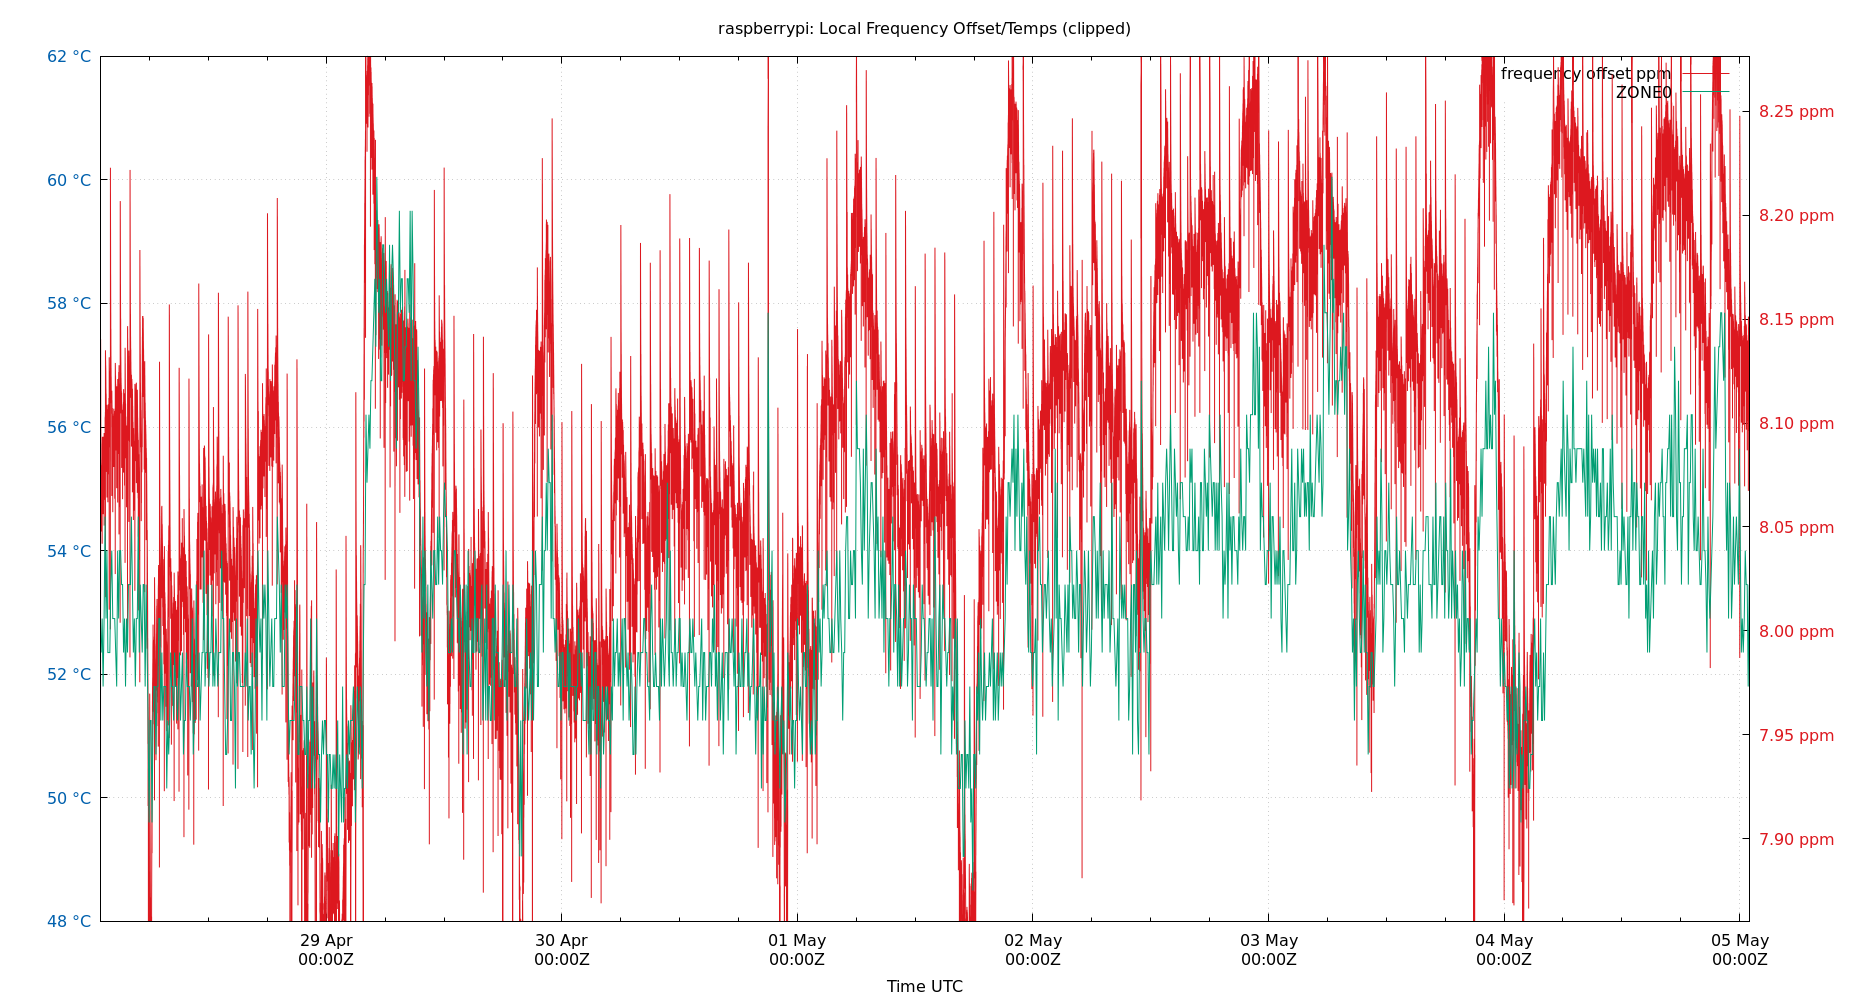 raspberrypi: Local Frequency Offset/Temps (clipped)
62 °C
60 °C
58 °C
56 °C
54 °C
52 °C
50 °C
48 °C
frequency offset ppm
ZONE0
8.25 ppm
8.20 ppm
8.15 ppm
8.10 ppm
8.05 ppm
8.00 ppm
7.95 ppm
7.90 ppm
29 Apr
00:00Z
30 Apr
00:00Z
01 May
00:00Z
02 May
00:00Z
03 May
00:00Z
04 May
00:00Z
05 May
00:00Z
Time UTC